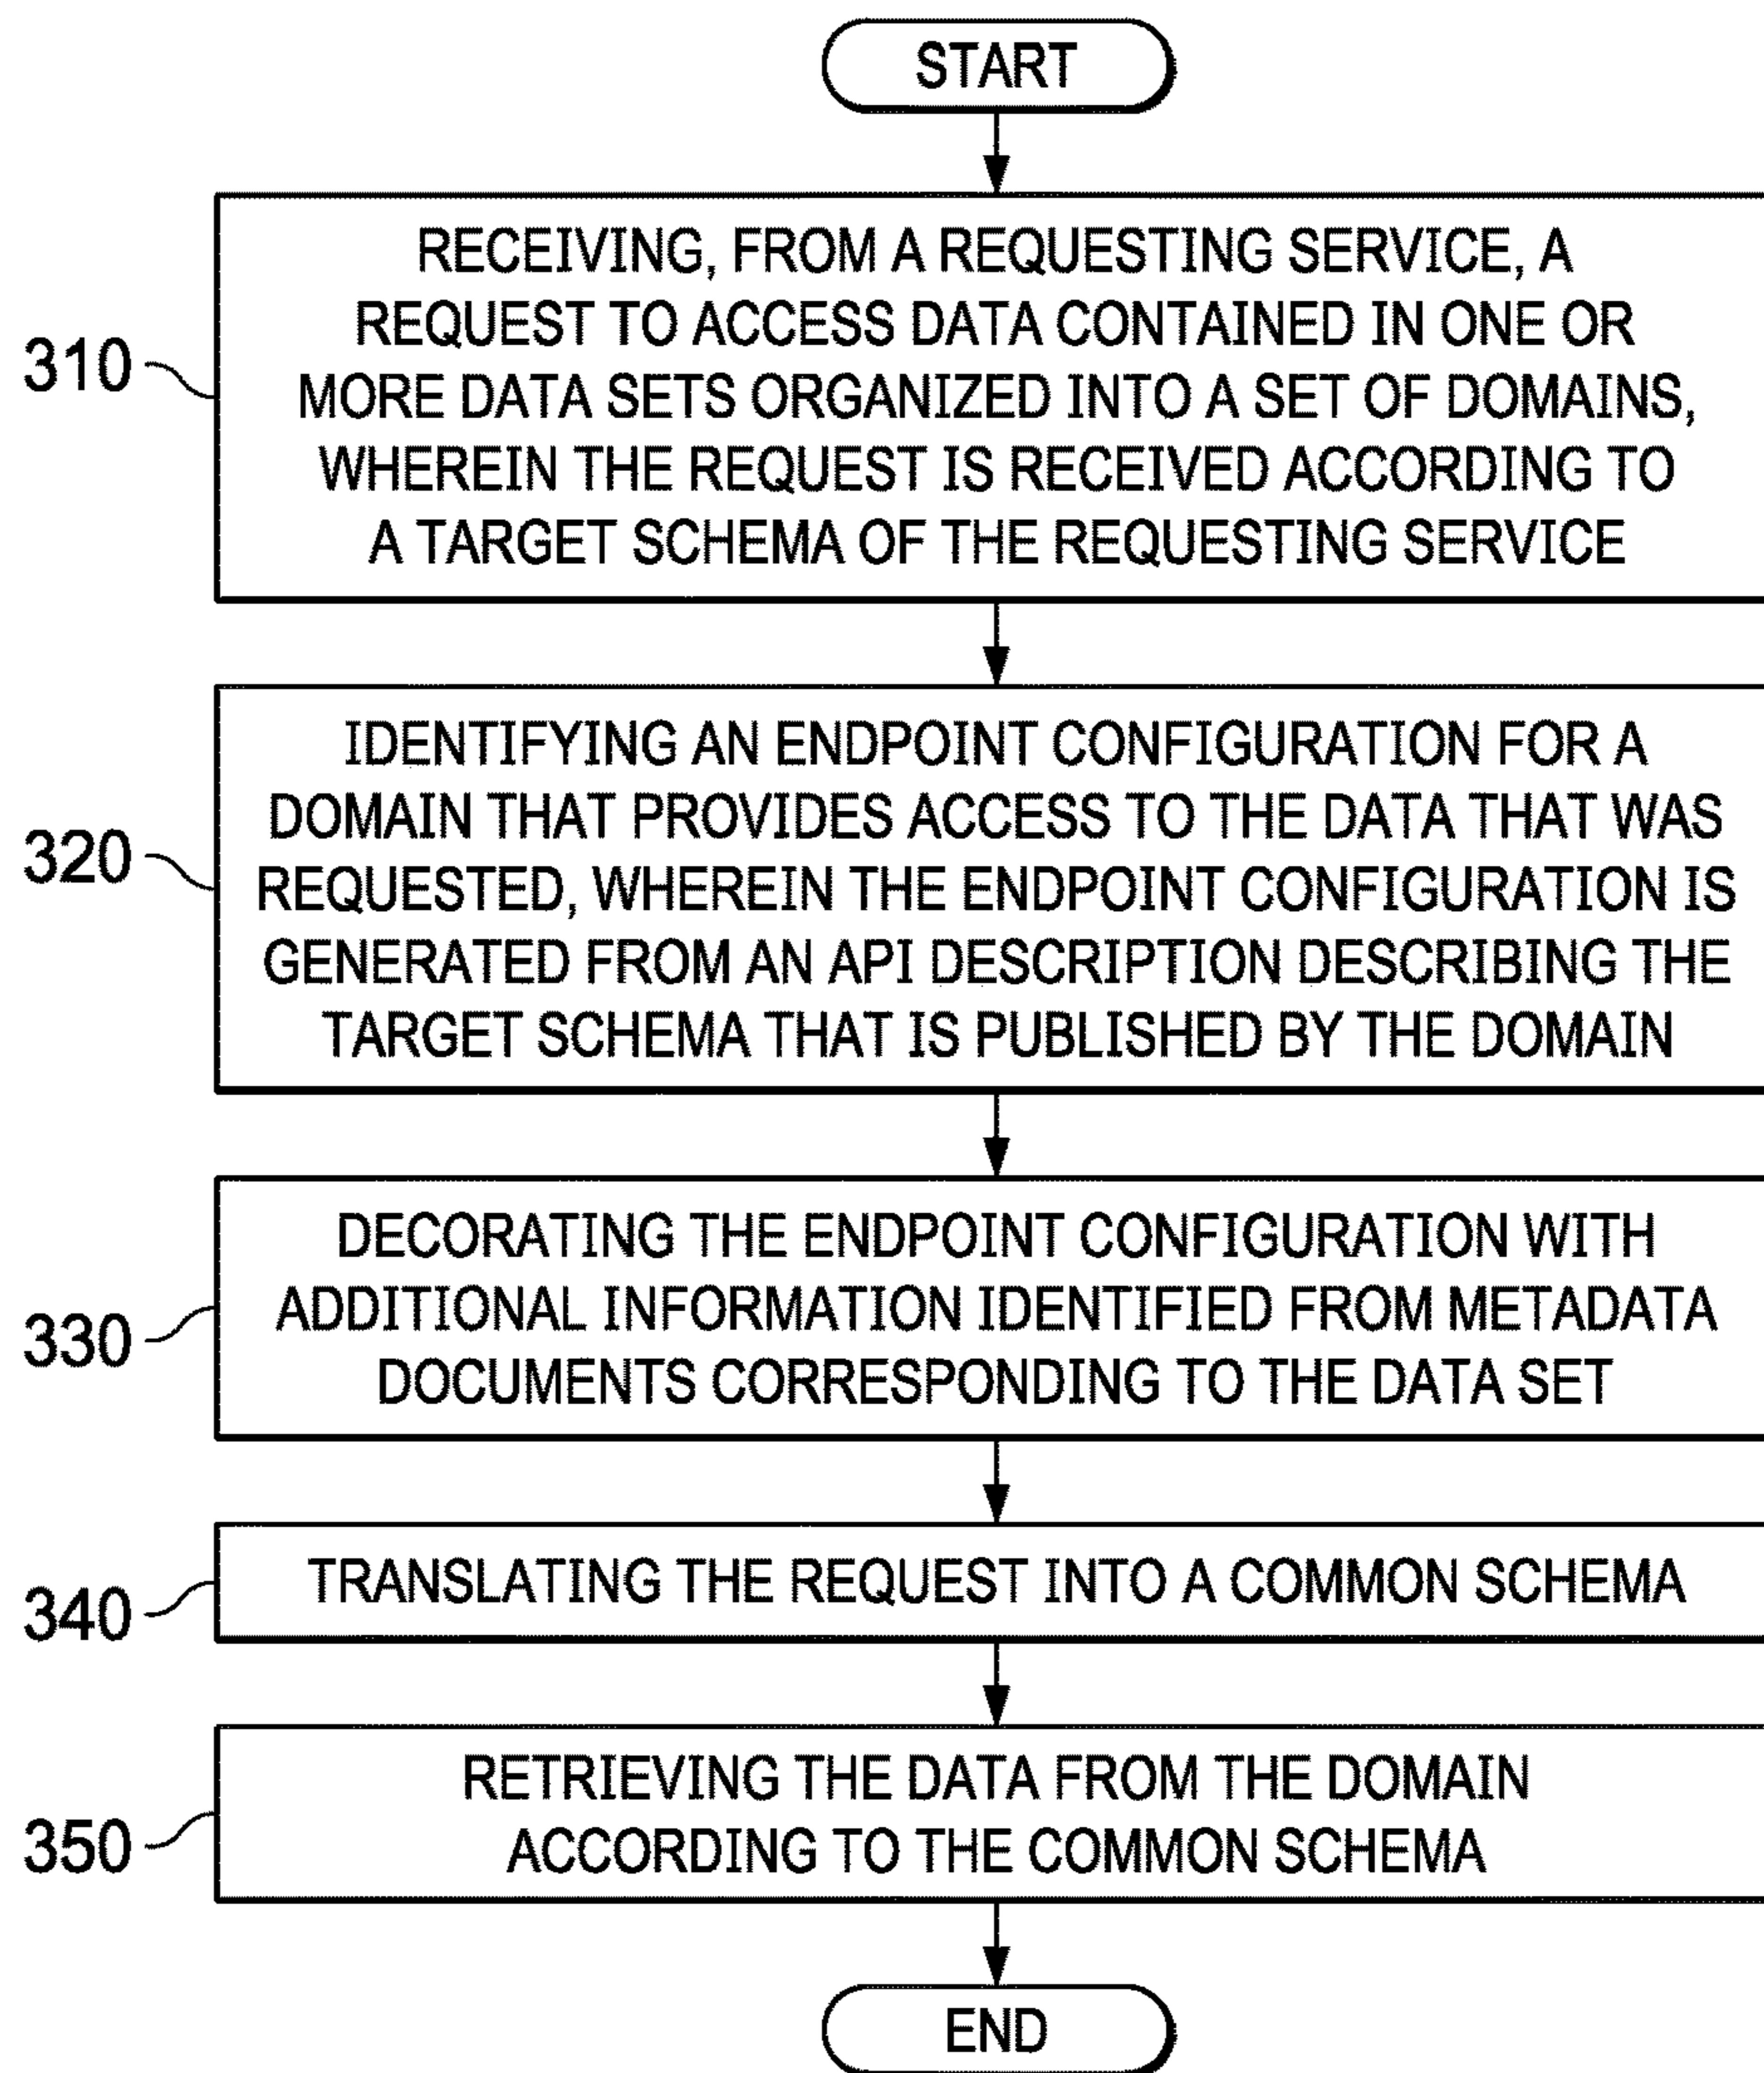 START
RECEIVING, FROM A REQUESTING SERVICE, A
REQUEST TO ACCESS DATA CONTAINED IN ONE OR
310
MORE DATA SETS ORGANIZED INTO A SET OF DOMAINS,
WHEREIN THE REQUEST IS RECEIVED ACCORDING TO
A TARGET SCHEMA OF THE REQUESTING SERVICE
IDENTIFYING AN ENDPOINT CONFIGURATION FOR A
DOMAIN THAT PROVIDES ACCESS TO THE DATA THAT WAS
320
REQUESTED, WHEREIN THE ENDPOINT CONFIGURATION IS
GENERATED FROM AN API DESCRIPTION DESCRIBING THE
TARGET SCHEMA THAT IS PUBLISHED BY THE DOMAIN
DECORATING THE ENDPOINT CONFIGURATION WITH
ADDITIONAL INFORMATION IDENTIFIED FROM METADATA
330
DOCUMENTS CORRESPONDING TO THE DATA SET
TRANSLATING THE REQUEST INTO A COMMON SCHEMA
340
RETRIEVING THE DATA FROM THE DOMAIN
350
ACCORDING TO THE COMMON SCHEMA
END